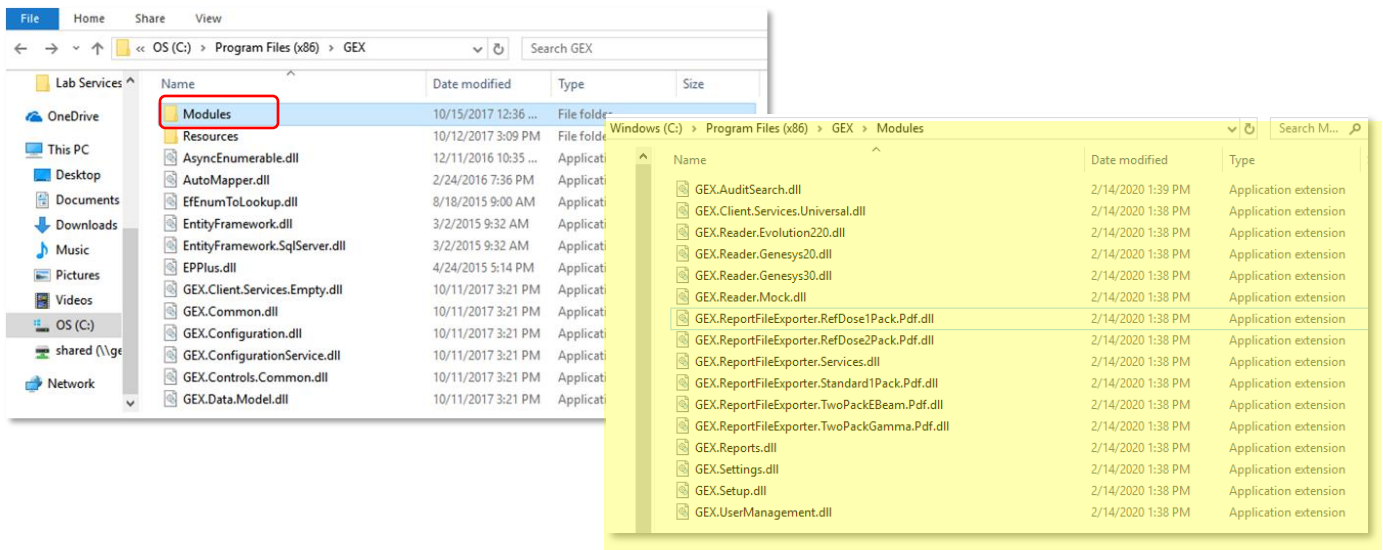 File Home Share View
« OS (C:) > Program Files (x86) > GEX Search GEX
Name Date modified Type Size
Lab Services
OneDrive
This PC
Desktop
Documents
Downloads
Music
Pictures
Videos
OS (C:)
shared (\\ge
Network
Modules 10/15/2017 12:36 ... File folde
Resources 10/12/2017 3:09 PM File folde
AsyncEnumerable.dll 12/11/2016 10:35 ... Applicati
AutoMapper.dll 2/24/2016 7:36 PM Applicati
EfEnumToLookup.dll 8/18/2015 9:00 AM Applicati
EntityFramework.dll 3/2/2015 9:32 AM Applicati
EntityFramework.SqlServer.dll 3/2/2015 9:32 AM Applicati
EPPlus.dll 4/24/2015 5:14 PM Applicati
GEX.Client.Services.Empty.dll 10/11/2017 3:21 PM Applicati
GEX.Common.dll 10/11/2017 3:21 PM Applicati
GEX.Configuration.dll 10/11/2017 3:21 PM Applicati
GEX.ConfigurationService.dll 10/11/2017 3:21 PM Applicati
GEX.Controls.Common.dll 10/11/2017 3:21 PM Applicati
GEX.Data.Model.dll 10/11/2017 3:21 PM Applicati
Windows (C:) > Program Files (x86) > GEX > Modules Search M...
Name Date modified Type
GEX.AuditSearch.dll 2/14/2020 1:39 PM Application extension
GEX.Client.Services.Universal.dll 2/14/2020 1:38 PM Application extension
GEX.Reader.Evolution220.dll 2/14/2020 1:38 PM Application extension
GEX.Reader.Genesys20.dll 2/14/2020 1:38 PM Application extension
GEX.Reader.Genesys30.dll 2/14/2020 1:38 PM Application extension
GEX.Reader.Mock.dll 2/14/2020 1:38 PM Application extension
GEX.ReportFileExporter.RefDose1Pack.Pdf.dll 2/14/2020 1:38 PM Application extension
GEX.ReportFileExporter.RefDose2Pack.Pdf.dll 2/14/2020 1:38 PM Application extension
GEX.ReportFileExporter.Services.dll 2/14/2020 1:38 PM Application extension
GEX.ReportFileExporter.Standard1Pack.Pdf.dll 2/14/2020 1:38 PM Application extension
GEX.ReportFileExporter.TwoPackEBeam.Pdf.dll 2/14/2020 1:38 PM Application extension
GEX.ReportFileExporter.TwoPackGamma.Pdf.dll 2/14/2020 1:38 PM Application extension
GEX.Reports.dll 2/14/2020 1:38 PM Application extension
GEX.Settings.dll 2/14/2020 1:38 PM Application extension
GEX.Setup.dll 2/14/2020 1:38 PM Application extension
GEX.UserManagement.dll 2/14/2020 1:38 PM Application extension